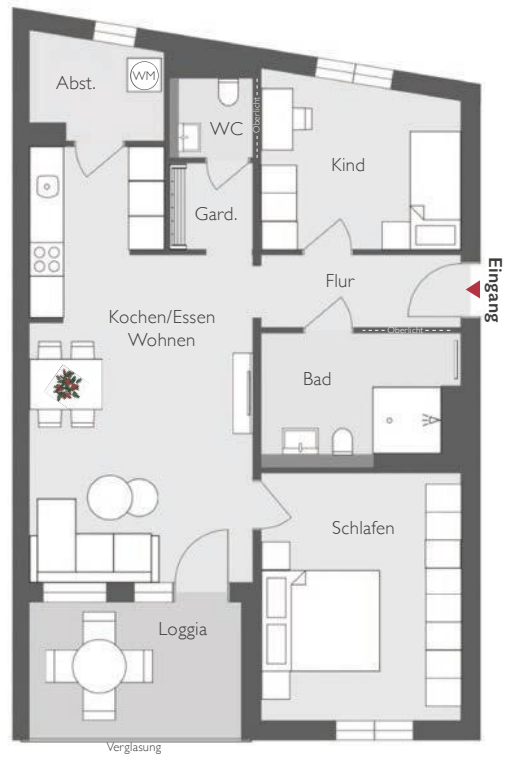 Abst.
WM
WC
Oberlicht
Kind
Gard.
Flur
Eingang
Kochen/Essen
Wohnen
Oberlicht
Bad
Schlafen
Loggia
Verglasung